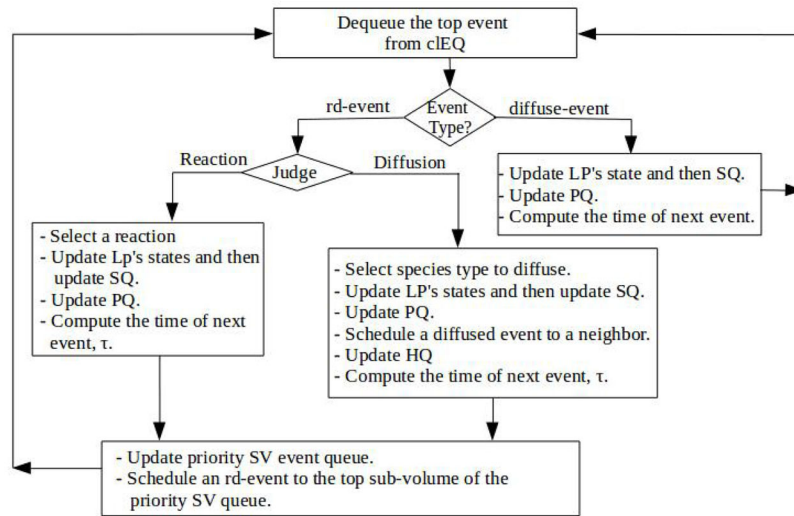 Dequeue the top event
from clEQ
rd-event
Event
Type?
diffuse-event
Reaction
Judge
Diffusion
- Update LP's state and then SQ.
- Update PQ.
- Compute the time of next event.
- Select a reaction
- Update Lp's states and then
update SQ.
- Update PQ.
- Compute the time of next
event, τ.
- Select species type to diffuse.
- Update LP's states and then update SQ.
- Update PQ.
- Schedule a diffused event to a neighbor.
- Update HQ
- Compute the time of next event, τ.
- Update priority SV event queue.
- Schedule an rd-event to the top sub-volume of the
priority SV queue.